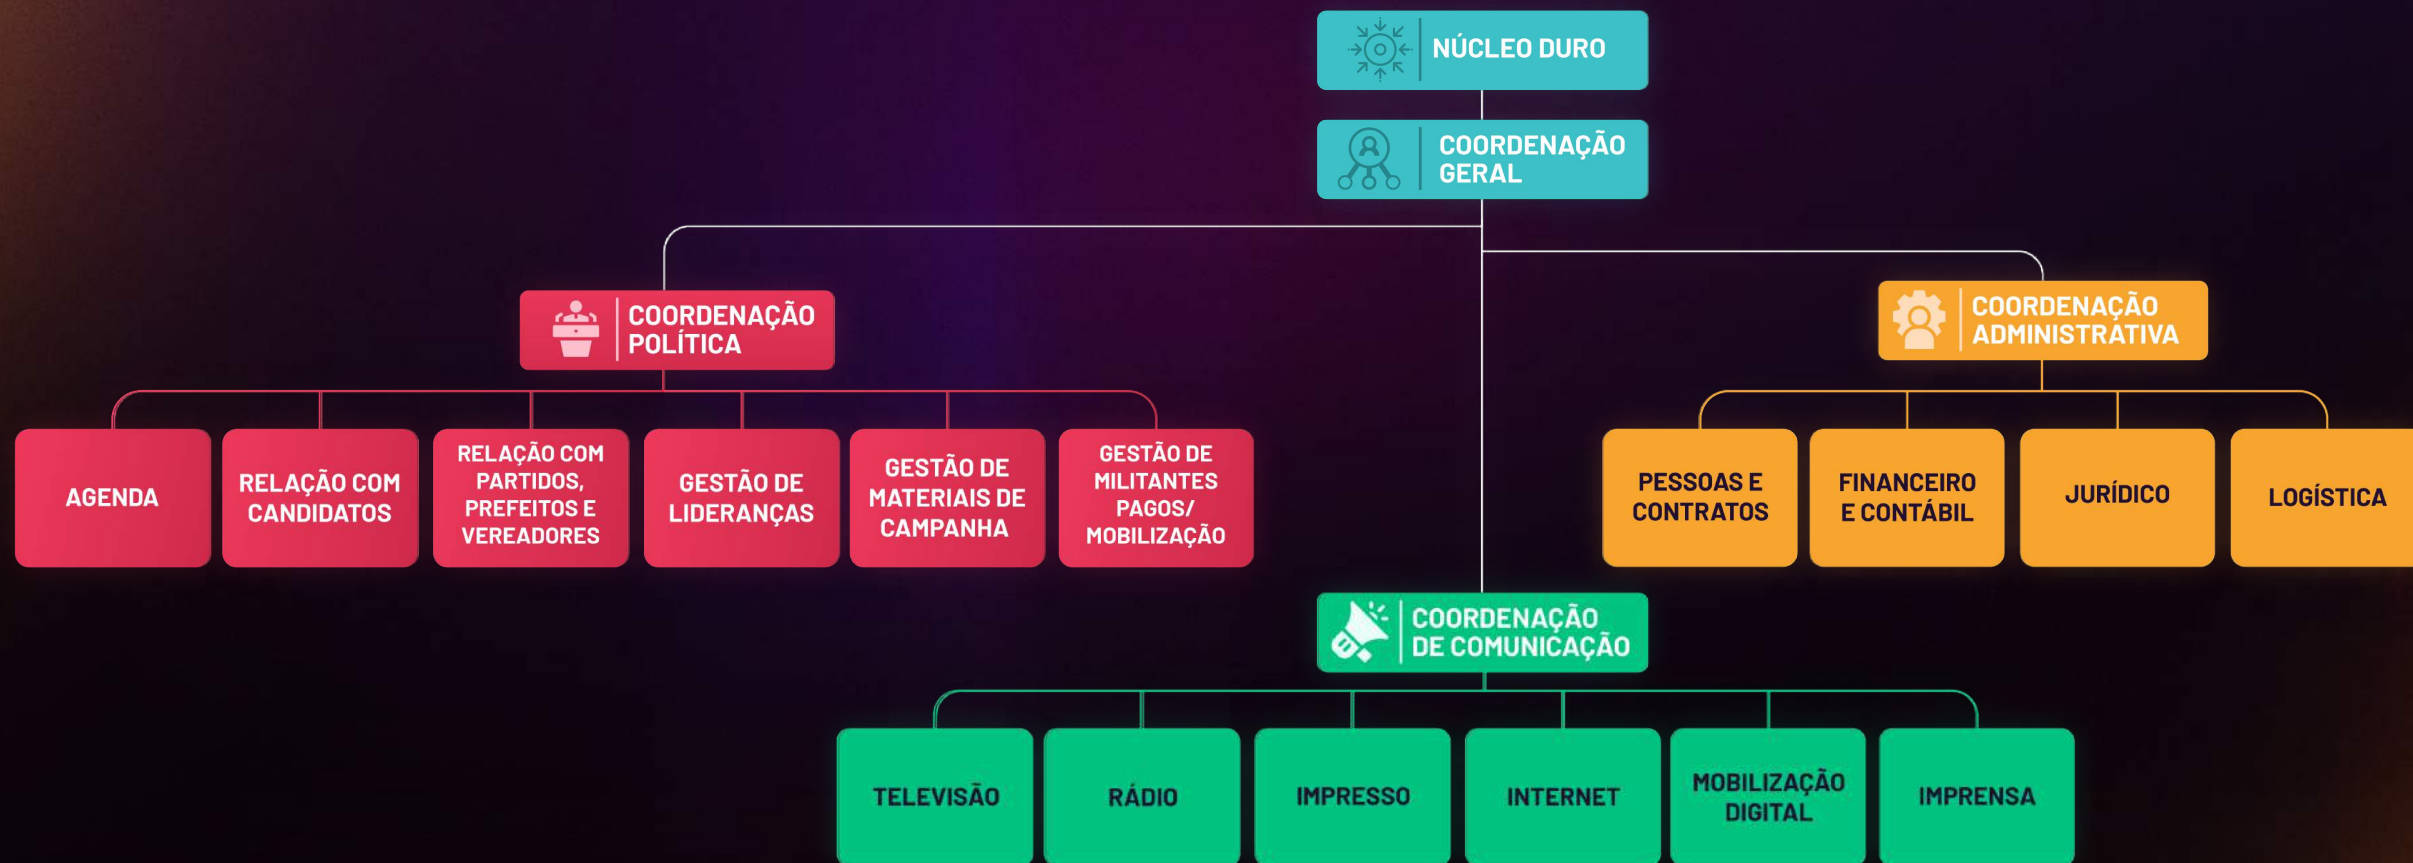 NÚCLEO DURO
COORDENAÇÃO
GERAL
COORDENAÇÃO
POLÍTICA
COORDENAÇÃO
ADMINISTRATIVA
AGENDA
RELAÇÃO COM
CANDIDATOS
RELAÇÃO COM
PARTIDOS,
PREFEITOS E
VEREADORES
GESTÃO DE
LIDERANÇAS
GESTÃO DE
MATERIAIS DE
CAMPANHA
GESTÃO DE
MILITANTES
PAGOS/
MOBILIZAÇÃO
PESSOAS E
CONTRATOS
FINANCEIRO
E CONTÁBIL
JURÍDICO
LOGÍSTICA
COORDENAÇÃO
DE COMUNICAÇÃO
TELEVISÃO
RÁDIO
IMPRESSO
INTERNET
MOBILIZAÇÃO
DIGITAL
IMPRENSA